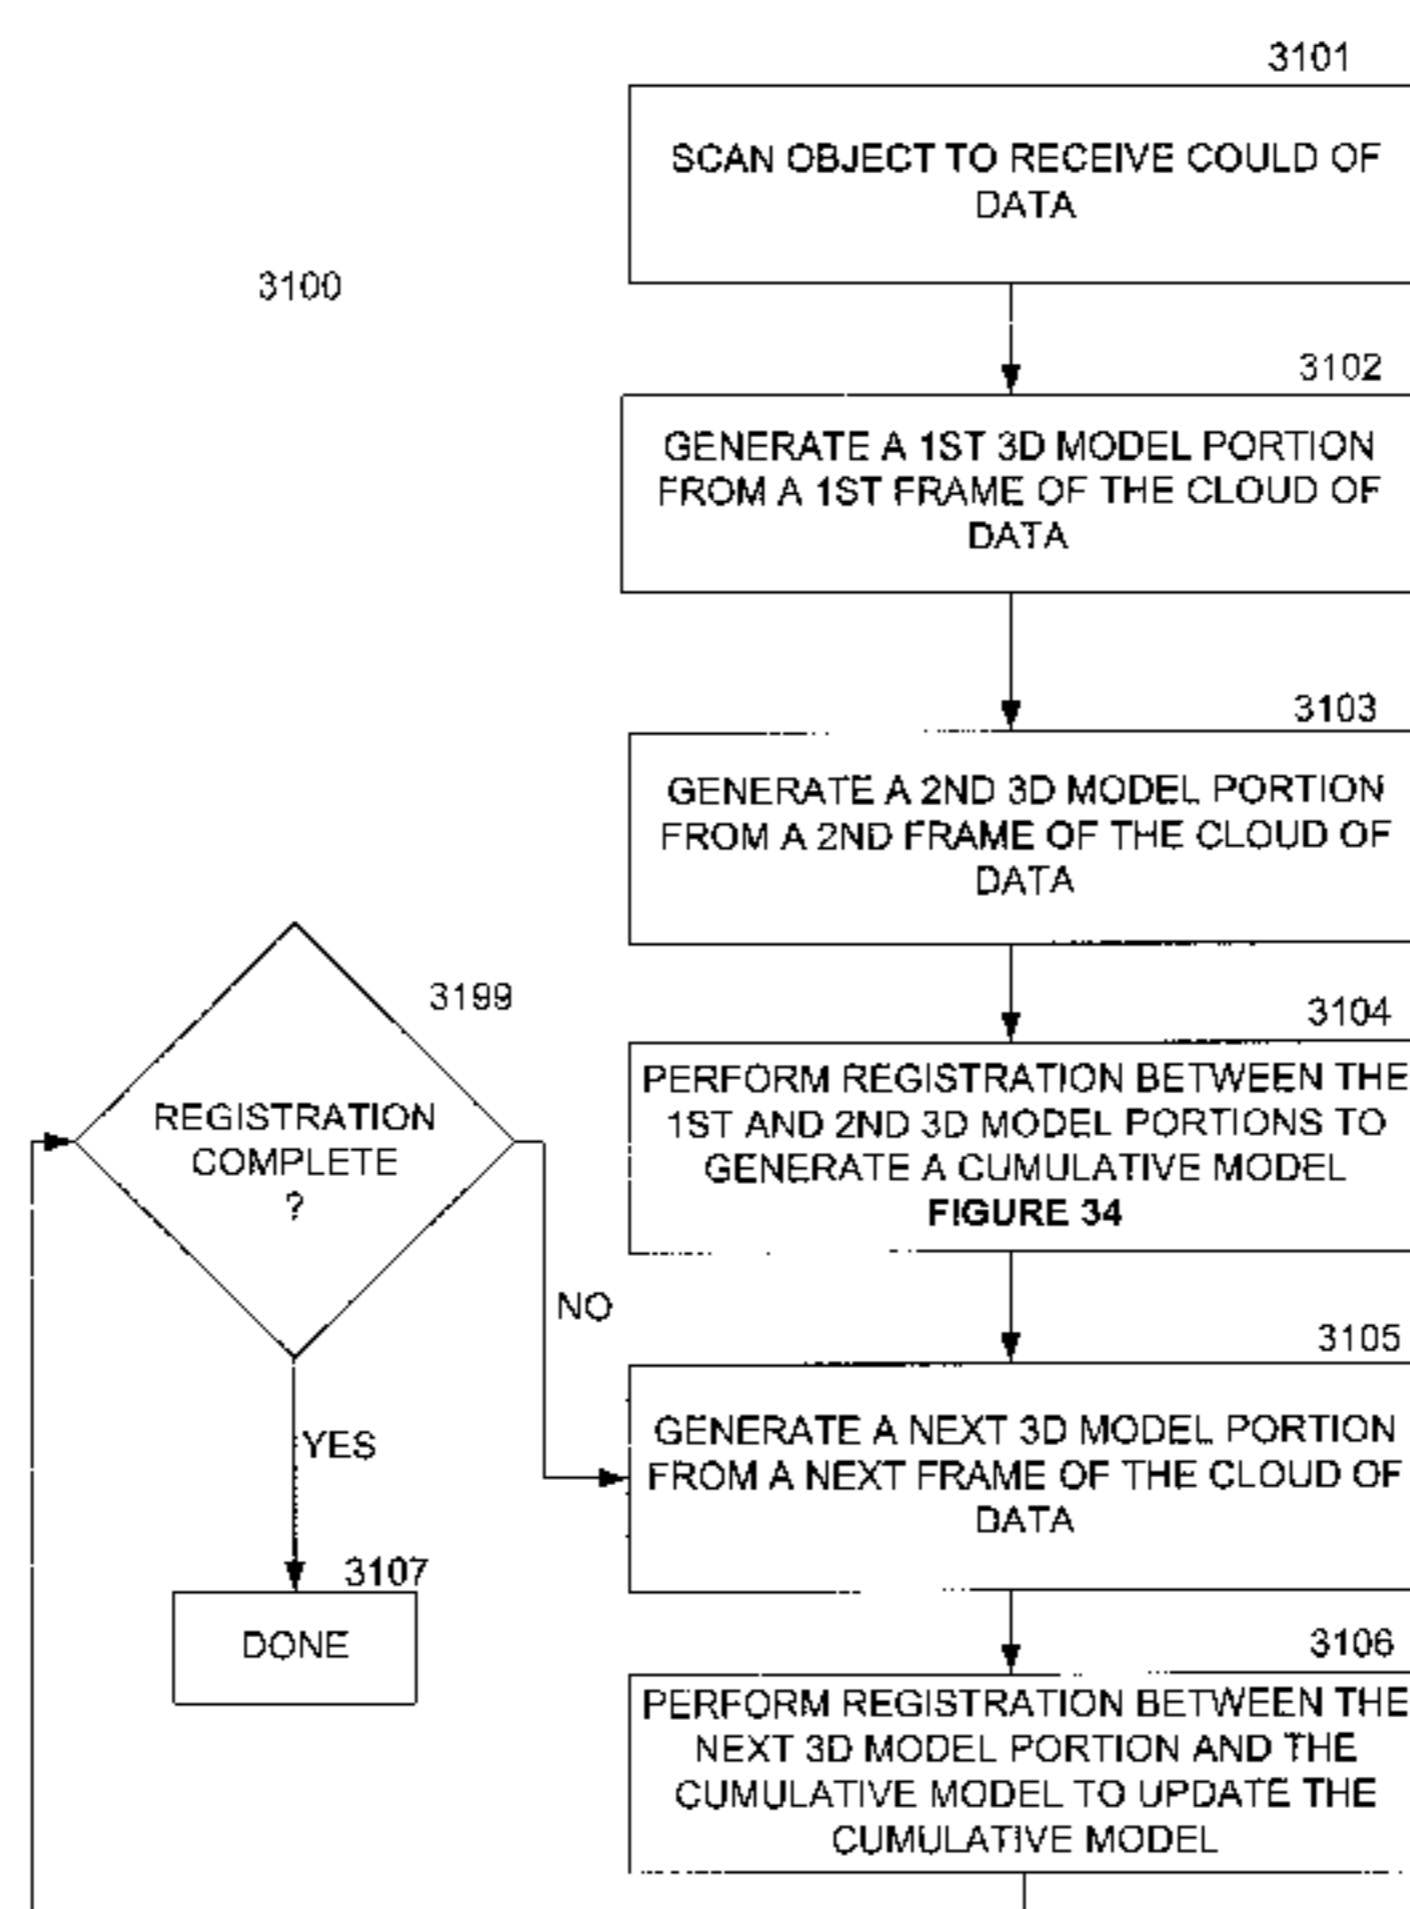 3101
SCAN OBJECT TO RECEIVE COULD OF
DATA
3100
3102
GENERATE A 1ST 3D MODEL PORTION
FROM A 1ST FRAME OF THE CLOUD OF
DATA
3103
GENERATE A 2ND 3D MODEL PORTION
FROM A 2ND FRAME OF THE CLOUD OF
DATA
3199
REGISTRATION
COMPLETE
?
3104
PERFORM REGISTRATION BETWEEN THE
1ST AND 2ND 3D MODEL PORTIONS TO
GENERATE A CUMULATIVE MODEL
FIGURE 34
NO
3105
GENERATE A NEXT 3D MODEL PORTION
FROM A NEXT FRAME OF THE CLOUD OF
DATA
YES
3107
DONE
3106
PERFORM REGISTRATION BETWEEN THE
NEXT 3D MODEL PORTION AND THE
CUMULATIVE MODEL TO UPDATE THE
CUMULATIVE MODEL